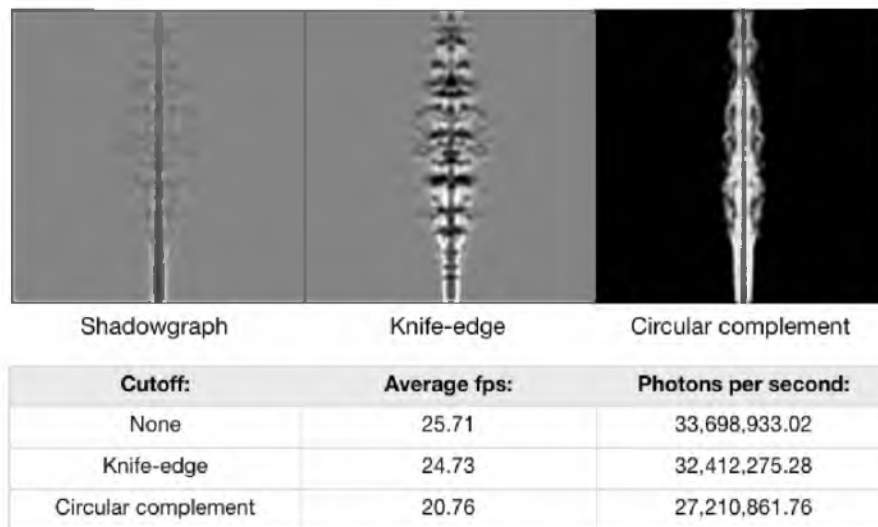 Shadowgraph Knife-edge Circular complement
Cutoff: Average fps: Photons per second:
None 25.71 33,698,933.02
Knife-edge 24.73 32,412,275.28
Circular complement 20.76 27,210,861.76